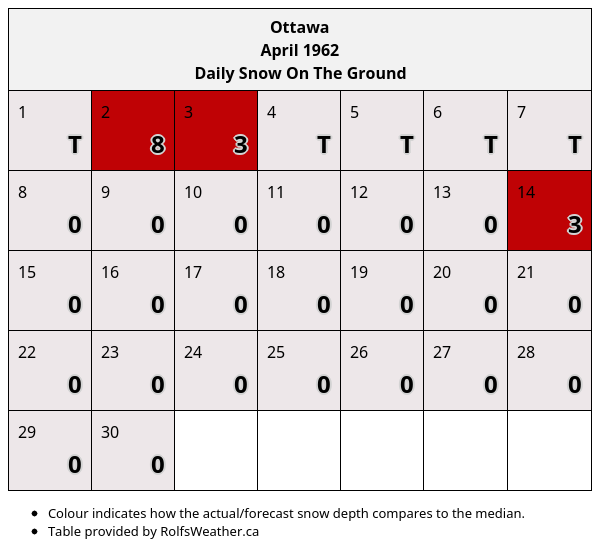 Ottawa
April 1962
Daily Snow On The Ground
1 2 3 4 5 6 7
T 8 3 T T T T
8 9 10 11 12 13 14
0 0 0 0 0 0 3
15 16 17 18 19 20 21
0 0 0 0 0 0 0
22 23 24 25 26 27 28
0 0 0 0 0 0 0
29 30
0 0
• Colour indicates how the actual/forecast snow depth compares to the median.
• Table provided by RolfsWeather.ca